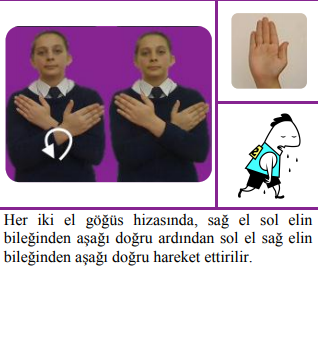 Her iki el göğüs hizasında, sağ el sol elin
bileğinden aşağı doğru ardından sol el sağ elin
bileğinden aşağı doğru hareket ettirilir.